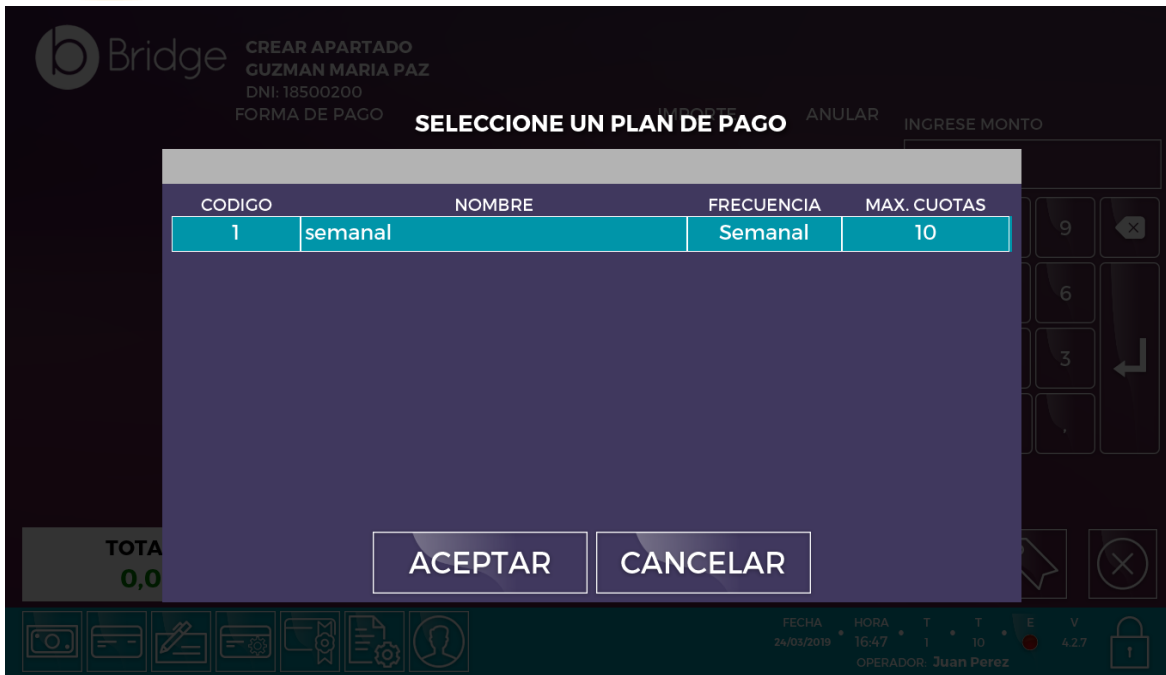 b Bridge
CREAR APARTADO
GUZMAN MARIA PAZ
DNI: 18500200
FORMA DE PAGO IMPORTE ANULAR
SELECCIONE UN PLAN DE PAGO
INGRESE MONTO
CODIGO NOMBRE FRECUENCIA MAX. CUOTAS
1 semanal Semanal 10
9
6
3
.
TOTA
0,0
ACEPTAR CANCELAR
FECHA HORA T T E V
24/03/2019 16:47 1 10 4.2.7
OPERADOR: Juan Perez
1